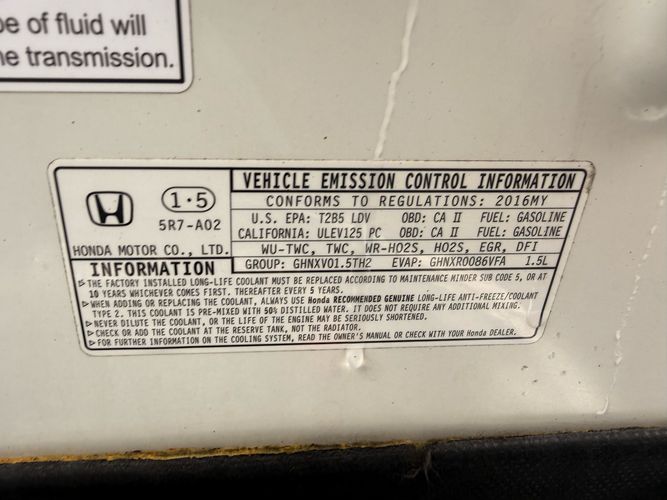 pe of fluid will
he transmission.
1·5
5R7-A02
HONDA MOTOR CO., LTD.
VEHICLE EMISSION CONTROL INFORMATION
CONFORMS TO REGULATIONS: 2016MY
U.S. EPA: T2B5 LDV OBD: CA II FUEL: GASOLINE
CALIFORNIA: ULEV125 PC OBD: CA II FUEL: GASOLINE
WU-TWC, TWC, WR-HO2S, HO2S, EGR, DFI
GROUP: GHNXV01.5TH2 EVAP: GHNXR0086VFA 1.5L
INFORMATION
▷THE FACTORY INSTALLED LONG-LIFE COOLANT MUST BE REPLACED ACCORDING TO MAINTENANCE MINDER SUB CODE 5, OR AT
10 YEARS WHICHEVER COMES FIRST. THEREAFTER EVERY 5 YEARS.
▷WHEN ADDING OR REPLACING THE COOLANT, ALWAYS USE Honda RECOMMENDED GENUINE LONG-LIFE ANTI-FREEZE/COOLANT
TYPE 2. THIS COOLANT IS PRE-MIXED WITH 50% DISTILLED WATER. IT DOES NOT REQUIRE ANY ADDITIONAL MIXING.
▷NEVER DILUTE THE COOLANT, OR THE LIFE OF THE ENGINE MAY BE SERIOUSLY SHORTENED.
▷CHECK OR ADD THE COOLANT AT THE RESERVE TANK, NOT THE RADIATOR.
▷FOR FURTHER INFORMATION ON THE COOLING SYSTEM, READ THE OWNER'S MANUAL OR CHECK WITH YOUR Honda DEALER.